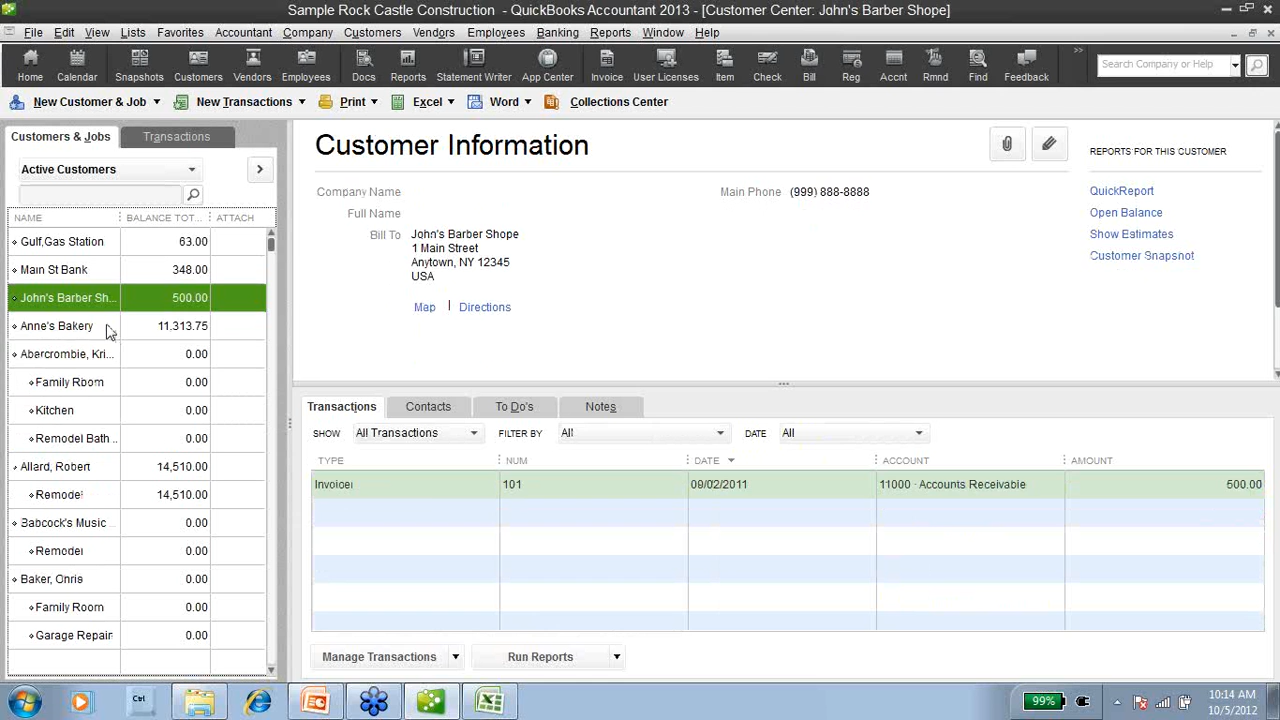 Sample Rock Castle Construction - QuickBooks Accountant 2013 - [Customer Center: John's Barber Shope]
File Edit View Lists Favorites Accountant Company Customers Vendors Employees Banking Reports Window Help
Home Calendar Snapshots Customers Vendors Employees Docs Reports Statement Writer App Center Invoice User Licenses Item Check Bill Reg Accnt Rmnd Find Feedback
Search Company or Help
New Customer & Job New Transactions Print Excel Word Collections Center
Customers & Jobs Transactions
Active Customers
NAME BALANCE TOT... ATTACH
Gulf,Gas Station 63.00
Main St Bank 348.00
John's Barber Sh... 500.00
Anne's Bakery 11,313.75
Abercrombie, Kri... 0.00
Family Room 0.00
Kitchen 0.00
Remodel Bath .. 0.00
Allard, Robert 14,510.00
Remodel 14,510.00
Babcock's Music 0.00
Remodel 0.00
Baker, Chris 0.00
Family Room 0.00
Garage Repair 0.00
Customer Information
Company Name
Full Name
Bill To John's Barber Shope
1 Main Street
Anytown, NY 12345
USA
Map | Directions
Main Phone (999) 888-8888
REPORTS FOR THIS CUSTOMER
QuickReport
Open Balance
Show Estimates
Customer Snapshot
Transactions Contacts To Do's Notes
SHOW All Transactions FILTER BY All DATE All
TYPE NUM DATE ACCOUNT AMOUNT
Invoice 101 09/02/2011 11000 · Accounts Receivable 500.00
Manage Transactions Run Reports
Ctrl
99%
10:14 AM
10/5/2012